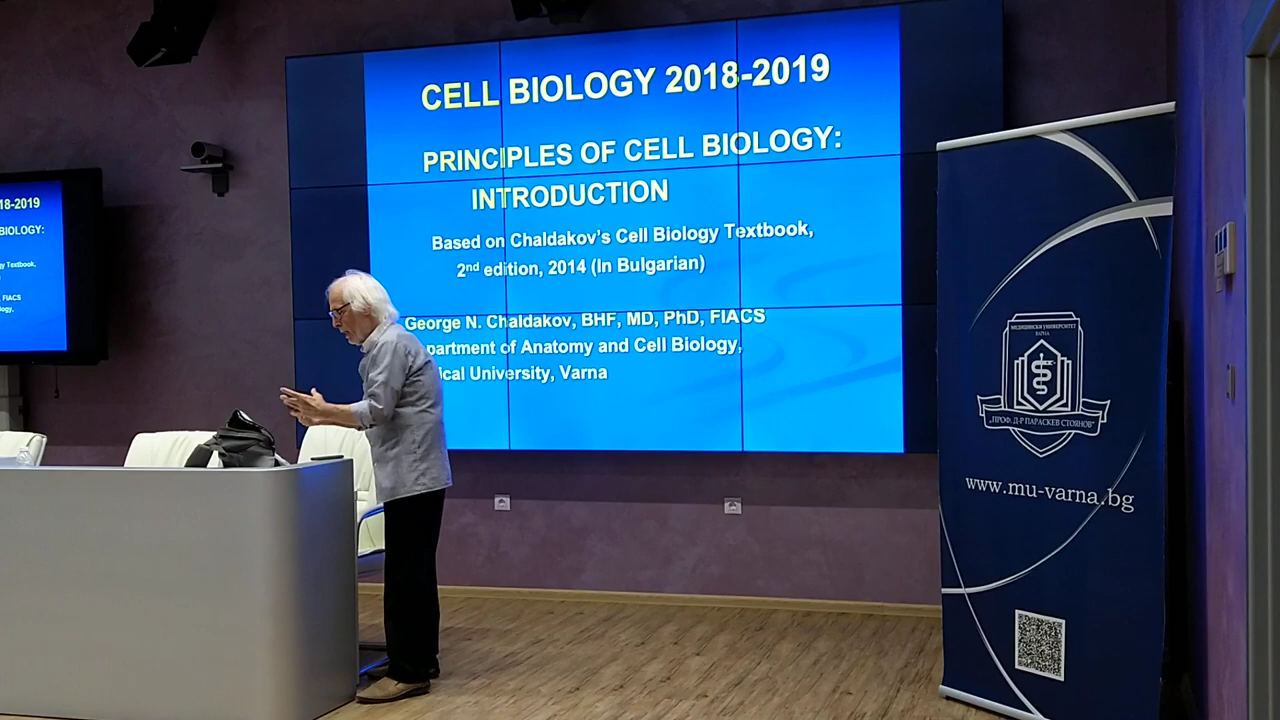 CELL BIOLOGY 2018-2019
PRINCIPLES OF CELL BIOLOGY:
INTRODUCTION
Based on Chaldakov's Cell Biology Textbook,
2nd edition, 2014 (In Bulgarian)
George N. Chaldakov, BHF, MD, PhD, FIACS
partment of Anatomy and Cell Biology,
ical University, Varna
18-2019
BIOLOGY:
gy Textbook,
FIACS
logy,
МЕДИЦИНСКИ УНИВЕРСИТЕТ
ВАРНА
„ПРОФ. Д-Р ПАРАСКЕВ СТОЯНОВ"
www.mu-varna.bg